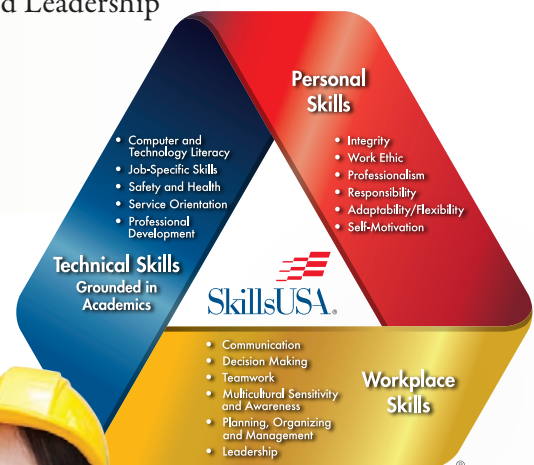 d Leadership
Personal
Skills
• Integrity
• Work Ethic
• Professionalism
• Responsibility
• Adaptability/Flexibility
• Self-Motivation
• Computer and
Technology Literacy
• Job-Specific Skills
• Safety and Health
• Service Orientation
• Professional
Development
Technical Skills
Grounded in
Academics
SkillsUSA®
• Communication
• Decision Making
• Teamwork
• Multicultural Sensitivity
and Awareness
• Planning, Organizing
and Management
• Leadership
Workplace
Skills
®